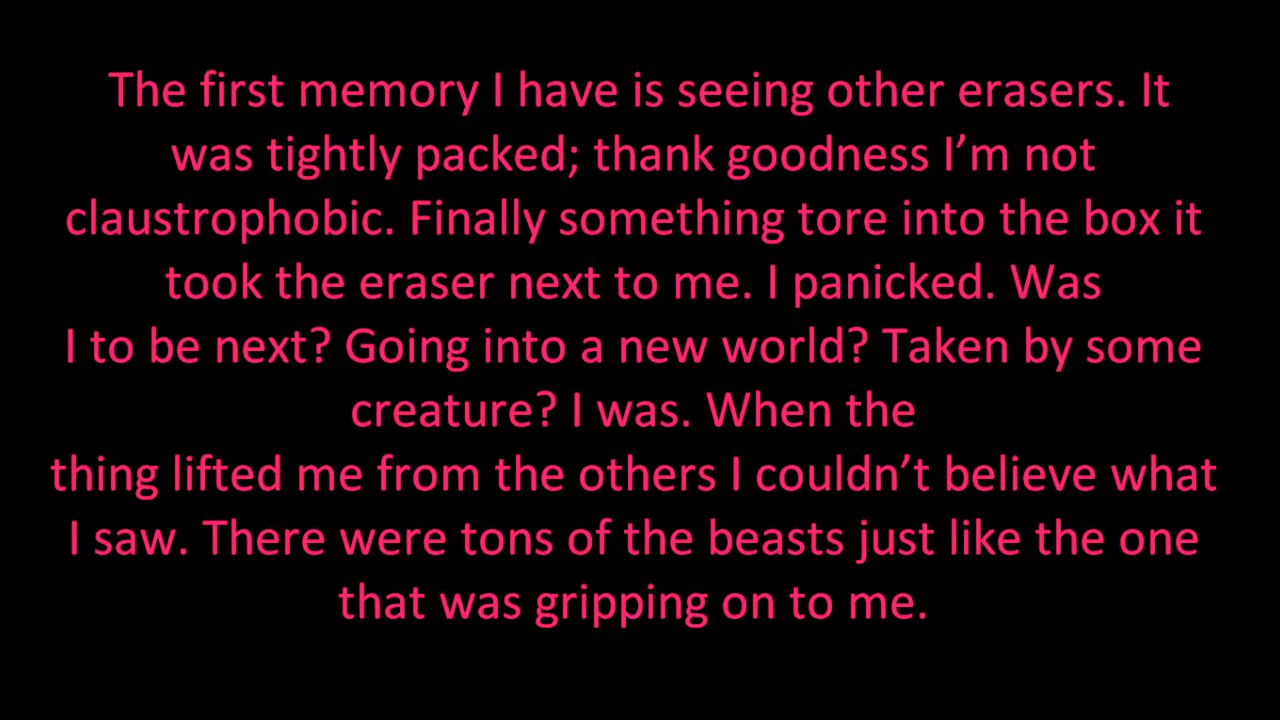 The first memory I have is seeing other erasers. It
was tightly packed; thank goodness I’m not
claustrophobic. Finally something tore into the box it
took the eraser next to me. I panicked. Was
I to be next? Going into a new world? Taken by some
creature? I was. When the
thing lifted me from the others I couldn’t believe what
I saw. There were tons of the beasts just like the one
that was gripping on to me.